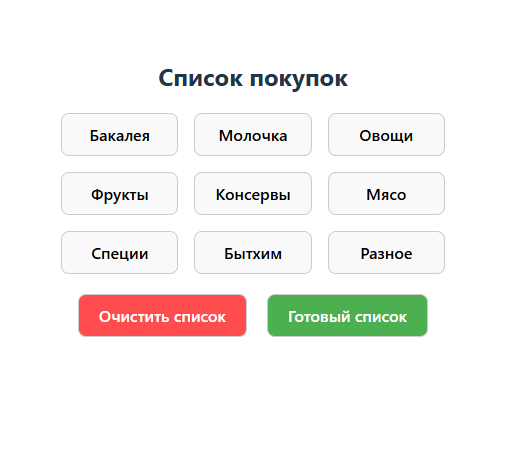 Список покупок
Бакалея Молочка Овощи
Фрукты Консервы Мясо
Специи Бытхим Разное
Очистить список Готовый список